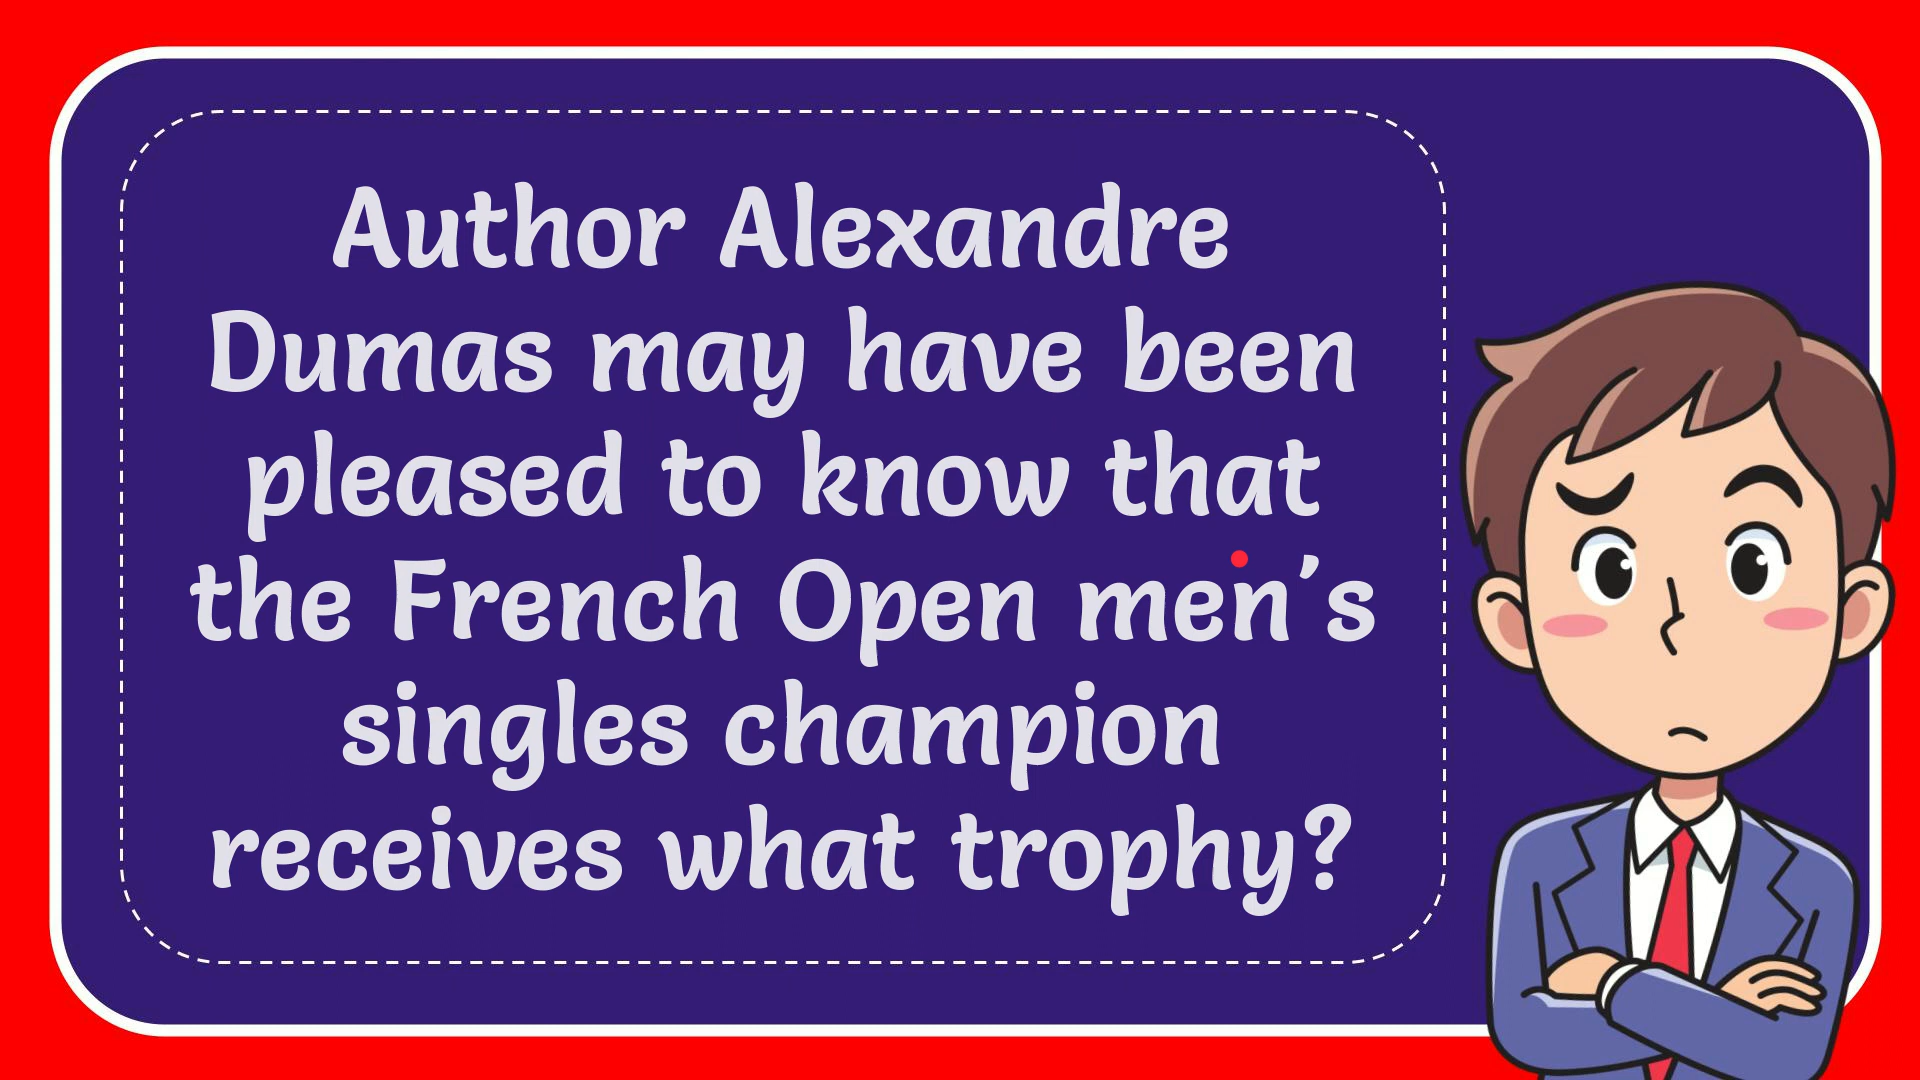 Author Alexandre
Dumas may have been
pleased to know that
the French Open men's
singles champion
receives what trophy?